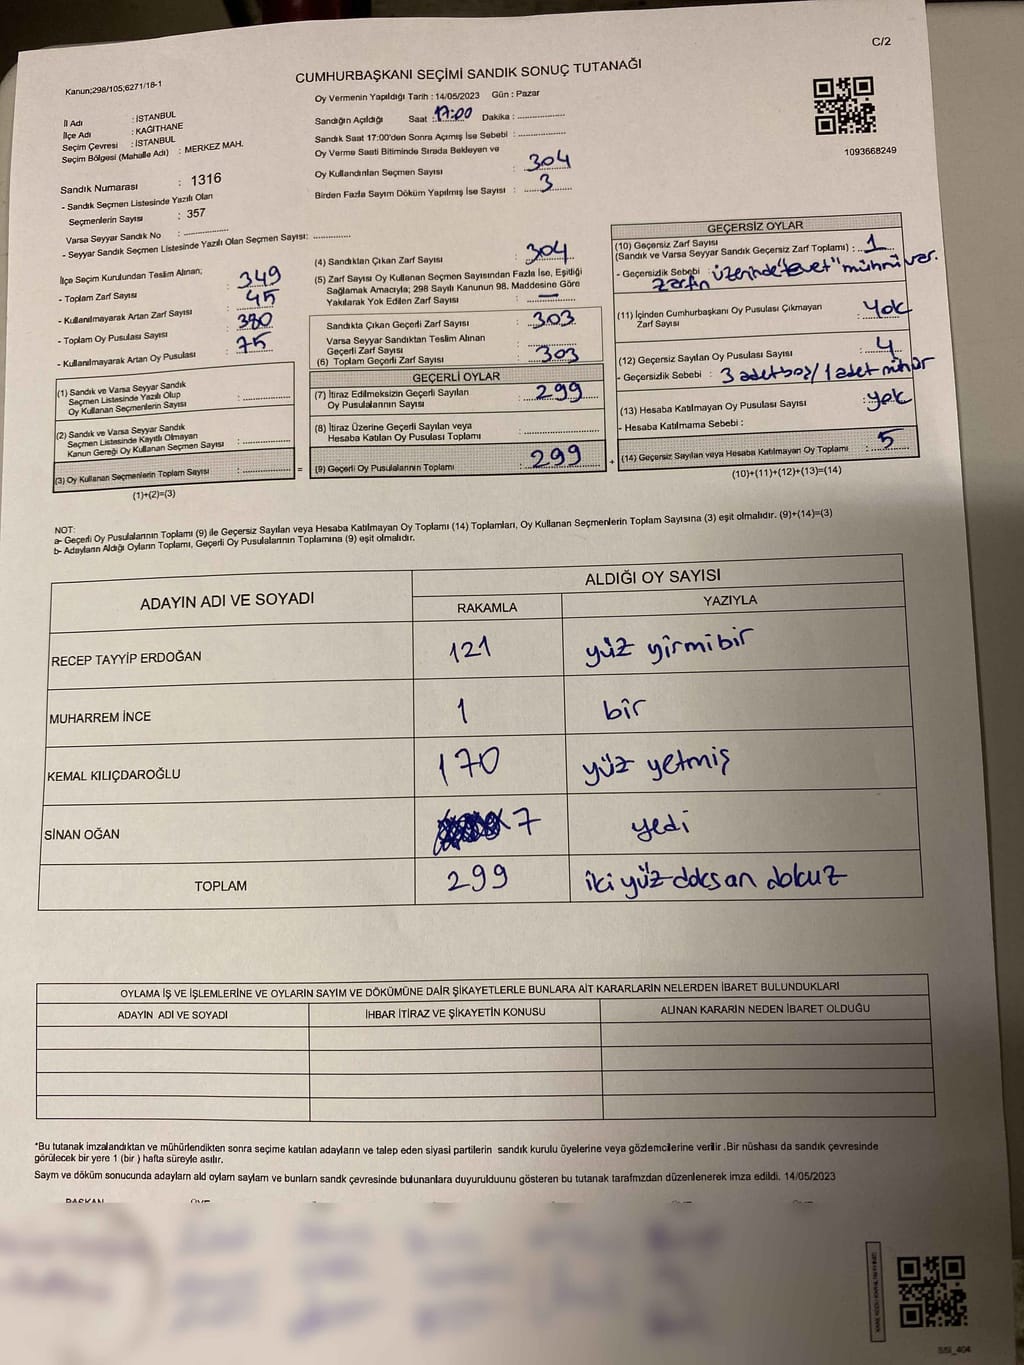 C/2
Kanun;298/105;6271/18-1
CUMHURBAŞKANI SEÇİMİ SANDIK SONUÇ TUTANAĞI
Oy Vermenin Yapıldığı Tarih : 14/05/2023 Gün : Pazar
İl Adı : İSTANBUL
İlçe Adı : KAĞITHANE
Seçim Çevresi : İSTANBUL
Seçim Bölgesi (Mahalle Adı) : MERKEZ MAH.
Sandığın Açıldığı Saat : 17:00 Dakika : ..............
Sandık Saat 17:00'den Sonra Açımış İse Sebebi : ..............
Oy Verme Saati Bitiminde Sırada Bekleyen ve
Oy Kullandırılan Seçmen Sayısı : 304
Birden Fazla Sayım Döküm Yapılmış İse Sayısı : 3
1093668249
Sandık Numarası : 1316
- Sandık Seçmen Listesinde Yazılı Olan
Seçmenlerin Sayısı : 357
Varsa Seyyar Sandık No : ..............
- Seyyar Sandık Seçmen Listesinde Yazılı Olan Seçmen Sayısı: ............
İlçe Seçim Kurulundan Teslim Alınan;
- Toplam Zarf Sayısı : 349
- Kullanılmayarak Artan Zarf Sayısı : 45
- Toplam Oy Pusulası Sayısı : 380
- Kullanılmayarak Artan Oy Pusulası : 75
(1) Sandık ve Varsa Seyyar Sandık
Seçmen Listesinde Yazılı Olup
Oy Kullanan Seçmenlerin Sayısı : ..............
(2) Sandık ve Varsa Seyyar Sandık
Seçmen Listesinde Kayıtlı Olmayan
Kanun Gereği Oy Kullanan Seçmen Sayısı : ..............
(3) Oy Kullanan Seçmenlerin Toplam Sayısı : .............. =
(1)+(2)=(3)
(4) Sandıktan Çıkan Zarf Sayısı : 304
(5) Zarf Sayısı Oy Kullanan Seçmen Sayısından Fazla İse, Eşitliği
Sağlamak Amacıyla; 298 Sayılı Kanunun 98. Maddesine Göre
Yakılarak Yok Edilen Zarf Sayısı : —
Sandıkta Çıkan Geçerli Zarf Sayısı : 303
Varsa Seyyar Sandıktan Teslim Alınan
Geçerli Zarf Sayısı : ..............
(6) Toplam Geçerli Zarf Sayısı : 303
GEÇERLİ OYLAR
(7) İtiraz Edilmeksizin Geçerli Sayılan
Oy Pusulalarının Sayısı : 299
(8) İtiraz Üzerine Geçerli Sayılan veya
Hesaba Katılan Oy Pusulası Toplamı : ..............
(9) Geçerli Oy Pusulalarının Toplamı : 299 +
GEÇERSİZ OYLAR
(10) Geçersiz Zarf Sayısı
(Sandık ve Varsa Seyyar Sandık Geçersiz Zarf Toplamı) : 1
- Geçersizlik Sebebi : Zarfın üzerinde "evet" mührü var.
(11) İçinden Cumhurbaşkanı Oy Pusulası Çıkmayan
Zarf Sayısı : Yok
(12) Geçersiz Sayılan Oy Pusulası Sayısı : 4
- Geçersizlik Sebebi : 3 adet boş / 1 adet mühür
(13) Hesaba Katılmayan Oy Pusulası Sayısı : yok
- Hesaba Katılmama Sebebi :
(14) Geçersiz Sayılan veya Hesaba Katılmayan Oy Toplamı : 5
(10)+(11)+(12)+(13)=(14)
NOT:
a- Geçerli Oy Pusulalarının Toplamı (9) ile Geçersiz Sayılan veya Hesaba Katılmayan Oy Toplamı (14) Toplamları, Oy Kullanan Seçmenlerin Toplam Sayısına (3) eşit olmalıdır. (9)+(14)=(3)
b- Adayların Aldığı Oyların Toplamı, Geçerli Oy Pusulalarının Toplamına (9) eşit olmalıdır.
ADAYIN ADI VE SOYADI
ALDIĞI OY SAYISI
RAKAMLA YAZIYLA
RECEP TAYYİP ERDOĞAN 121 yüz yirmibir
MUHARREM İNCE 1 bir
KEMAL KILIÇDAROĞLU 170 yüz yetmiş
SİNAN OĞAN 7 yedi
TOPLAM 299 iki yüz doksan dokuz
OYLAMA İŞ VE İŞLEMLERİNE VE OYLARIN SAYIM VE DÖKÜMÜNE DAİR ŞİKAYETLERLE BUNLARA AİT KARARLARIN NELERDEN İBARET BULUNDUKLARI
ADAYIN ADI VE SOYADI İHBAR İTİRAZ VE ŞİKAYETİN KONUSU ALINAN KARARIN NEDEN İBARET OLDUĞU
*Bu tutanak imzalandıktan ve mühürlendikten sonra seçime katılan adayların ve talep eden siyasi partilerin sandık kurulu üyelerine veya gözlemcilerine verilir .Bir nüshası da sandık çevresinde
görülecek bir yere 1 (bir ) hafta süreyle asılır.
Sayım ve döküm sonucunda adayların ald oyların sayların ve bunların sandk çevresinde bulunanlara duyurulduunu gösteren bu tutanak tarafmzdan düzenlenerek imza edildi. 14/05/2023
BAŞKAN ÜYE
SSİ_404